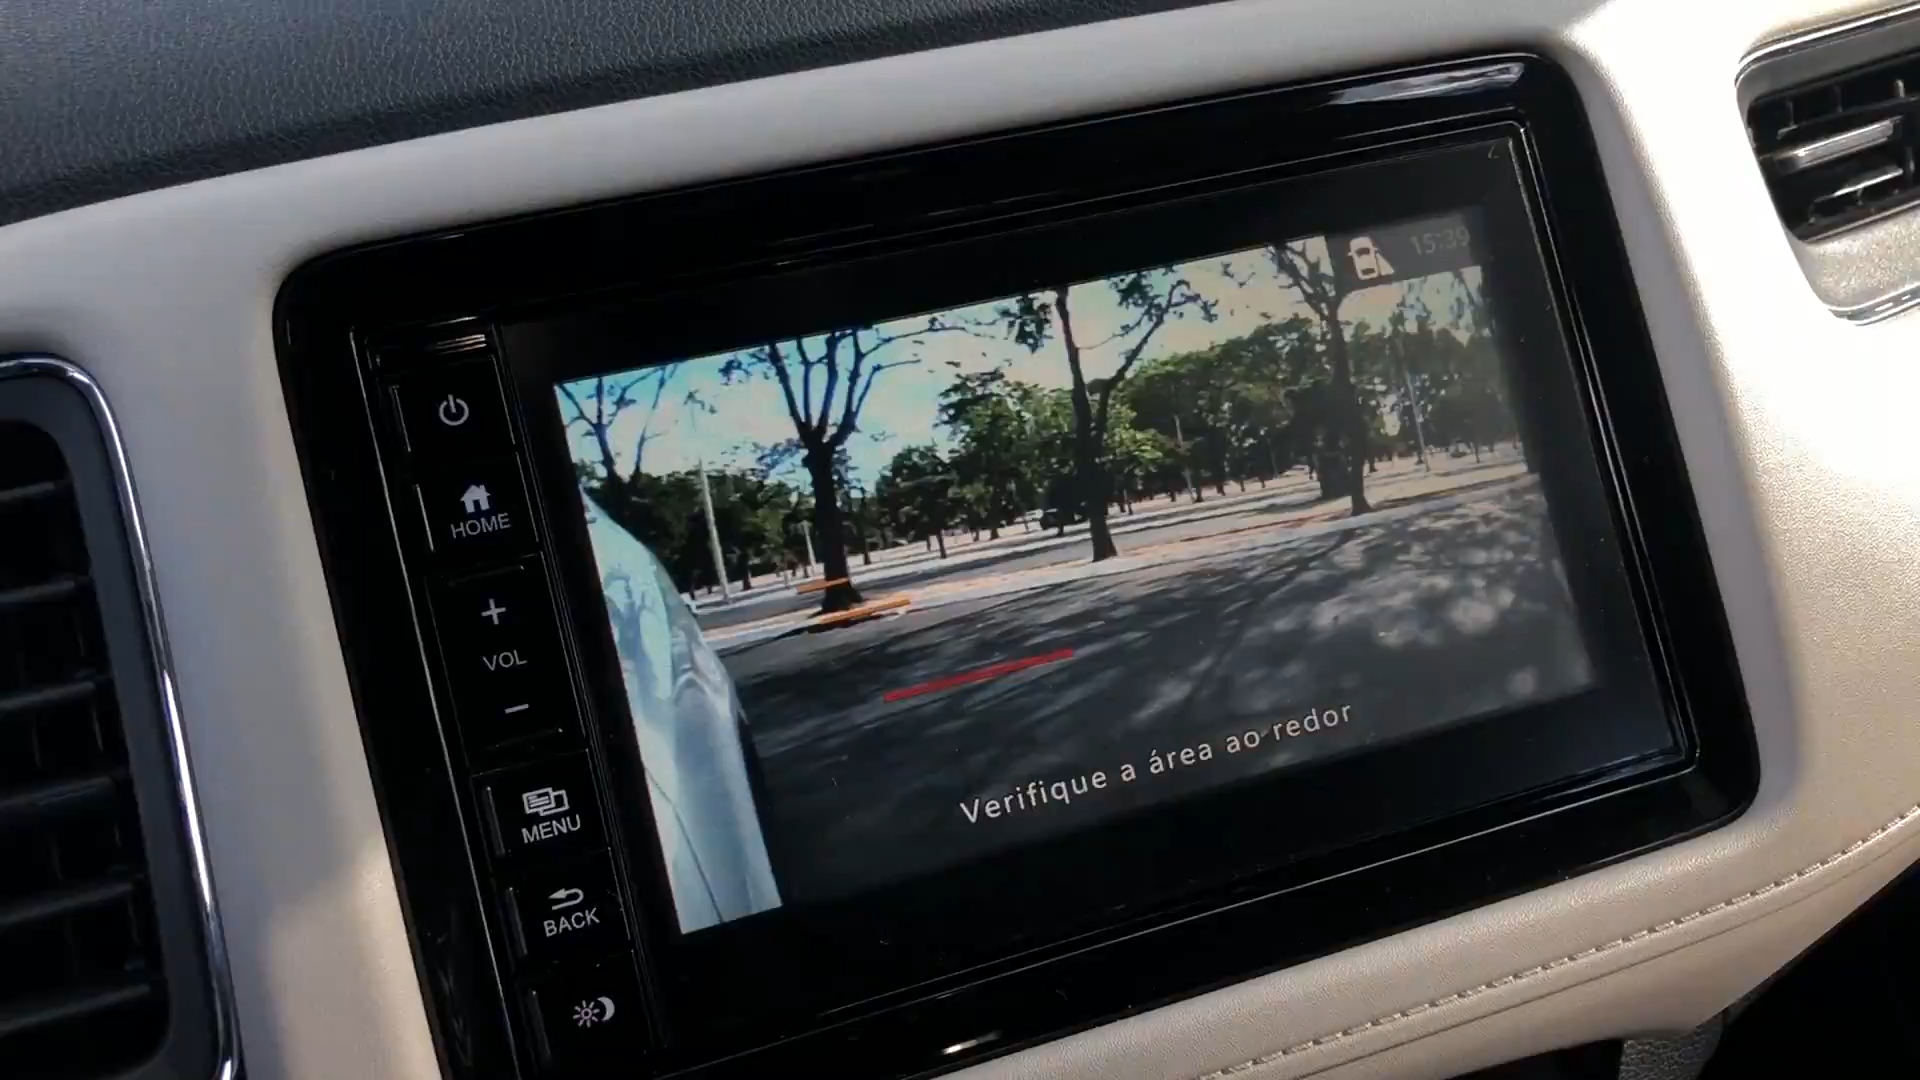 15:39
HOME
+
VOL
−
Verifique a área ao redor
MENU
BACK